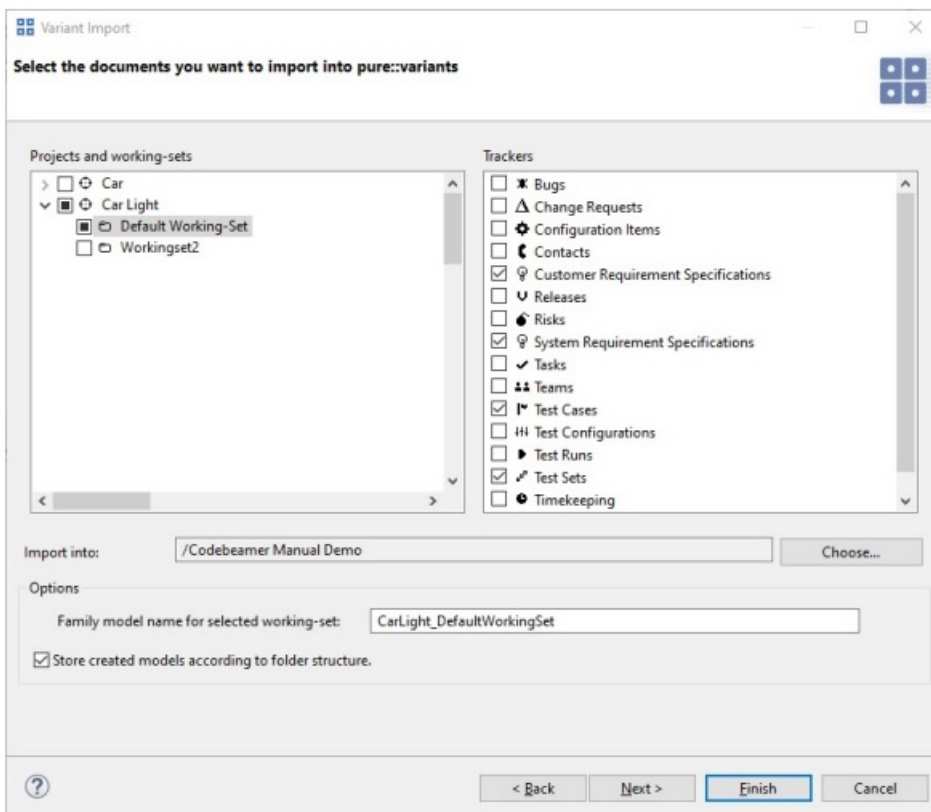 Variant Import
Select the documents you want to import into pure::variants
Projects and working-sets
Car
Car Light
Default Working-Set
Workingset2
Trackers
Bugs
Change Requests
Configuration Items
Contacts
Customer Requirement Specifications
Releases
Risks
System Requirement Specifications
Tasks
Teams
Test Cases
Test Configurations
Test Runs
Test Sets
Timekeeping
Import into: /Codebeamer Manual Demo Choose...
Options
Family model name for selected working-set: CarLight_DefaultWorkingSet
Store created models according to folder structure.
? < Back Next > Finish Cancel